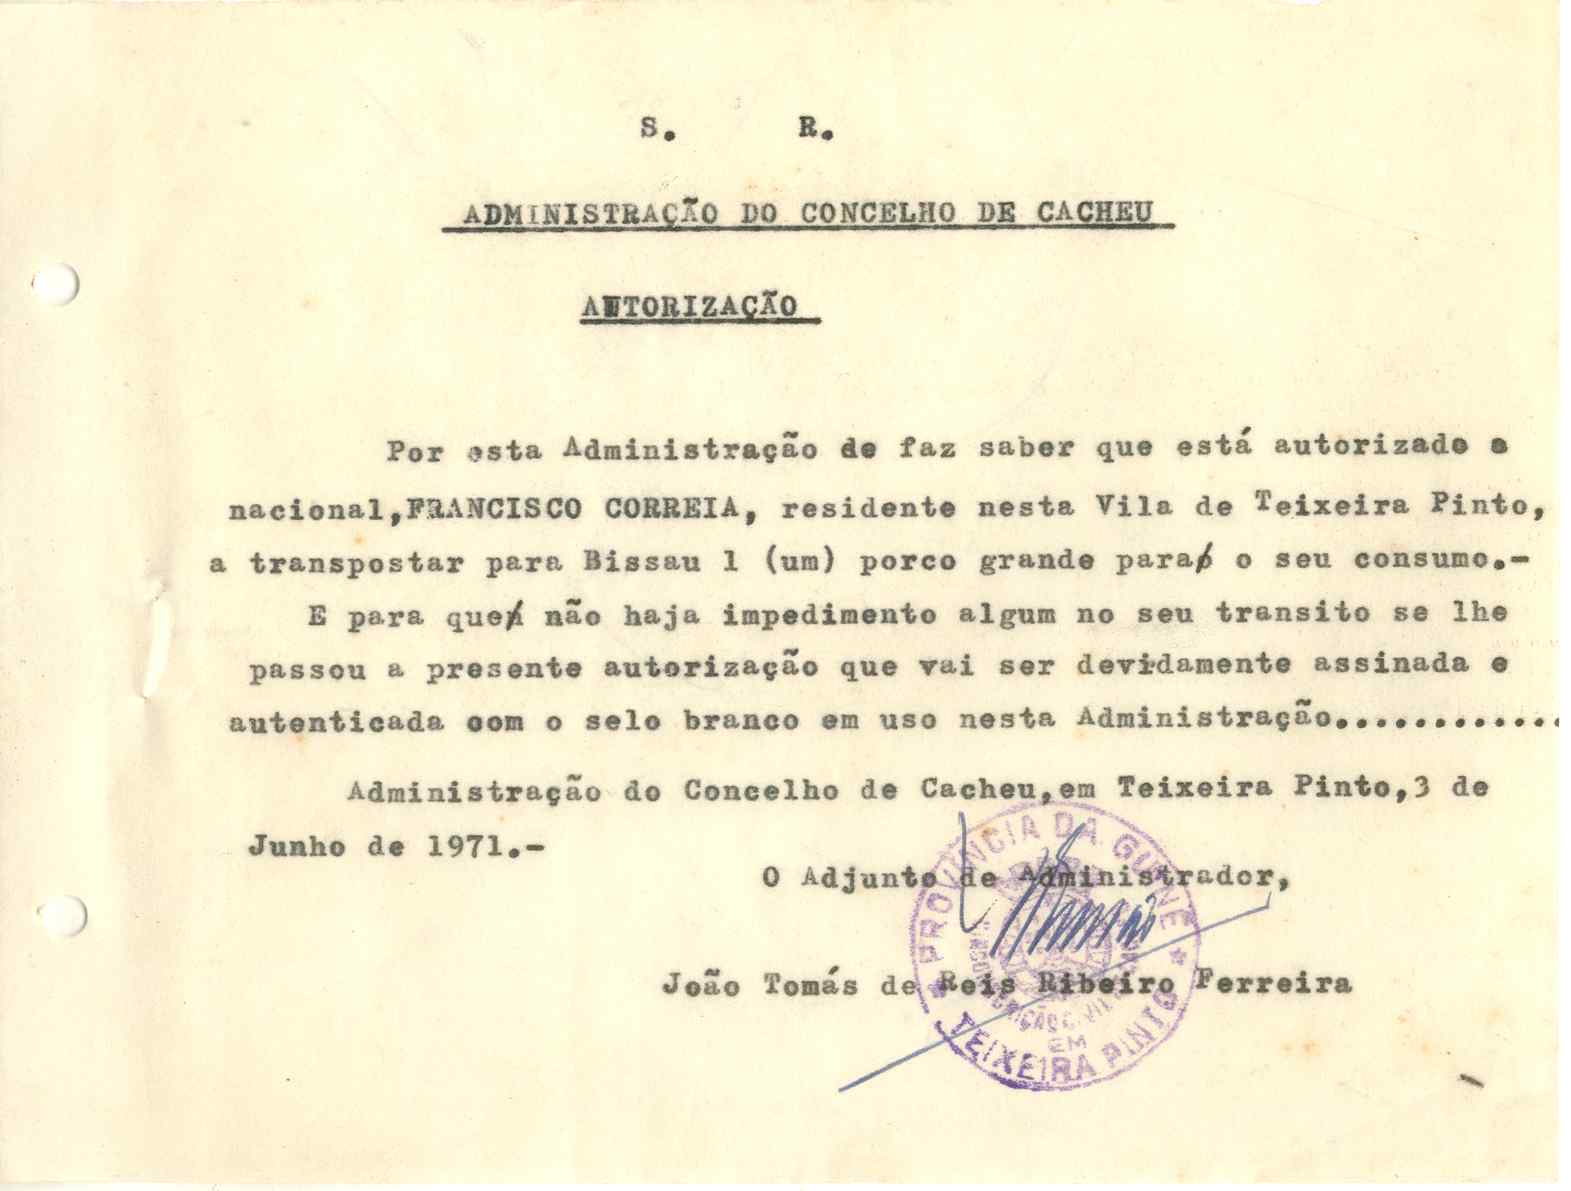 S. R.
ADMINISTRAÇÃO DO CONCELHO DE CACHEU
AUTORIZAÇÃO
Por esta Administração de faz saber que está autorizado o
nacional,FRANCISCO CORREIA, residente nesta Vila de Teixeira Pinto,
a transpostar para Bissau 1 (um) porco grande para o seu consumo.-
E para que não haja impedimento algum no seu transito se lhe
passou a presente autorização que vai ser devidamente assinada e
autenticada com o selo branco em uso nesta Administração............
Administração do Concelho de Cacheu,em Teixeira Pinto,3 de
Junho de 1971.-
O Adjunto de Administrador,
João Tomás de Reis Ribeiro Ferreira
PROVINCIA DA GUINÉ
EM
TEIXEIRA PINTO